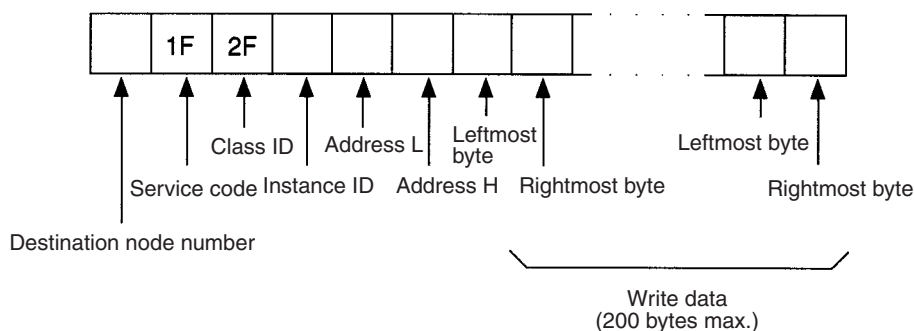 1F 2F
Class ID Address L Leftmost byte Leftmost byte
Service code Instance ID Address H Rightmost byte Rightmost byte
Destination node number
Write data
(200 bytes max.)